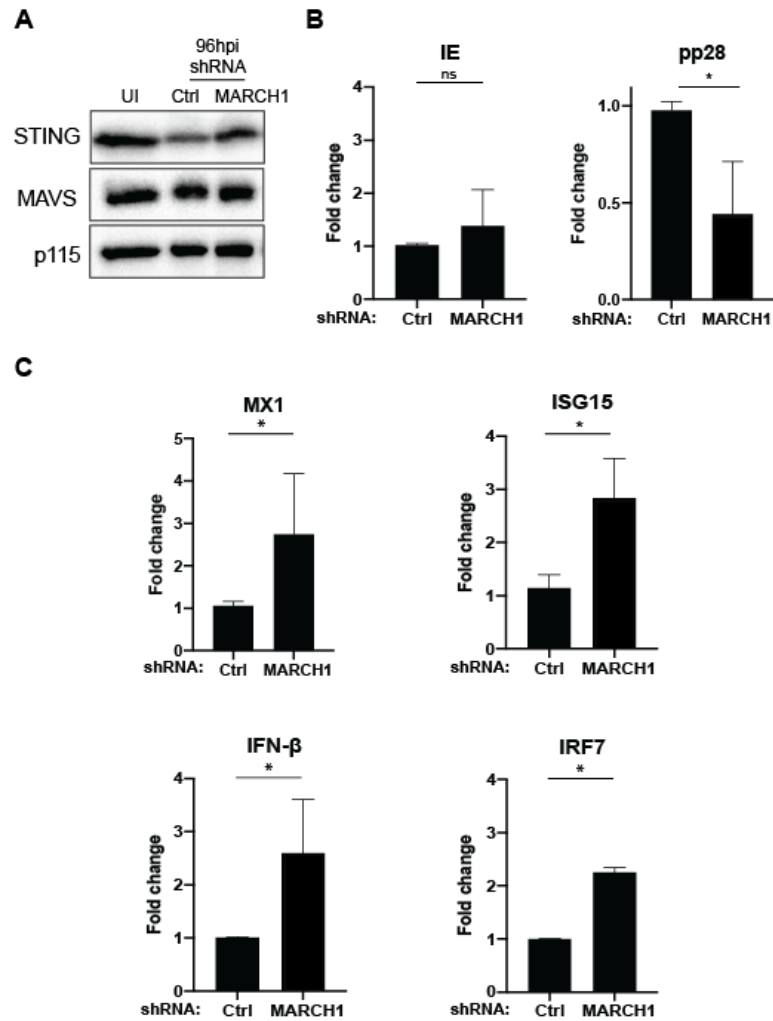 A
96hpi
shRNA
UI Ctrl MARCH1
STING
MAVS
p115
B
IE
ns
Fold change
4
3
2
1
0
shRNA: Ctrl MARCH1
pp28
*
Fold change
1.0
0.5
0.0
shRNA: Ctrl MARCH1
C
MX1
*
Fold change
5
4
3
2
1
0
shRNA: Ctrl MARCH1
ISG15
*
Fold change
4
3
2
1
0
shRNA: Ctrl MARCH1
IFN-β
*
Fold change
4
3
2
1
0
shRNA: Ctrl MARCH1
IRF7
*
Fold change
4
3
2
1
0
shRNA: Ctrl MARCH1